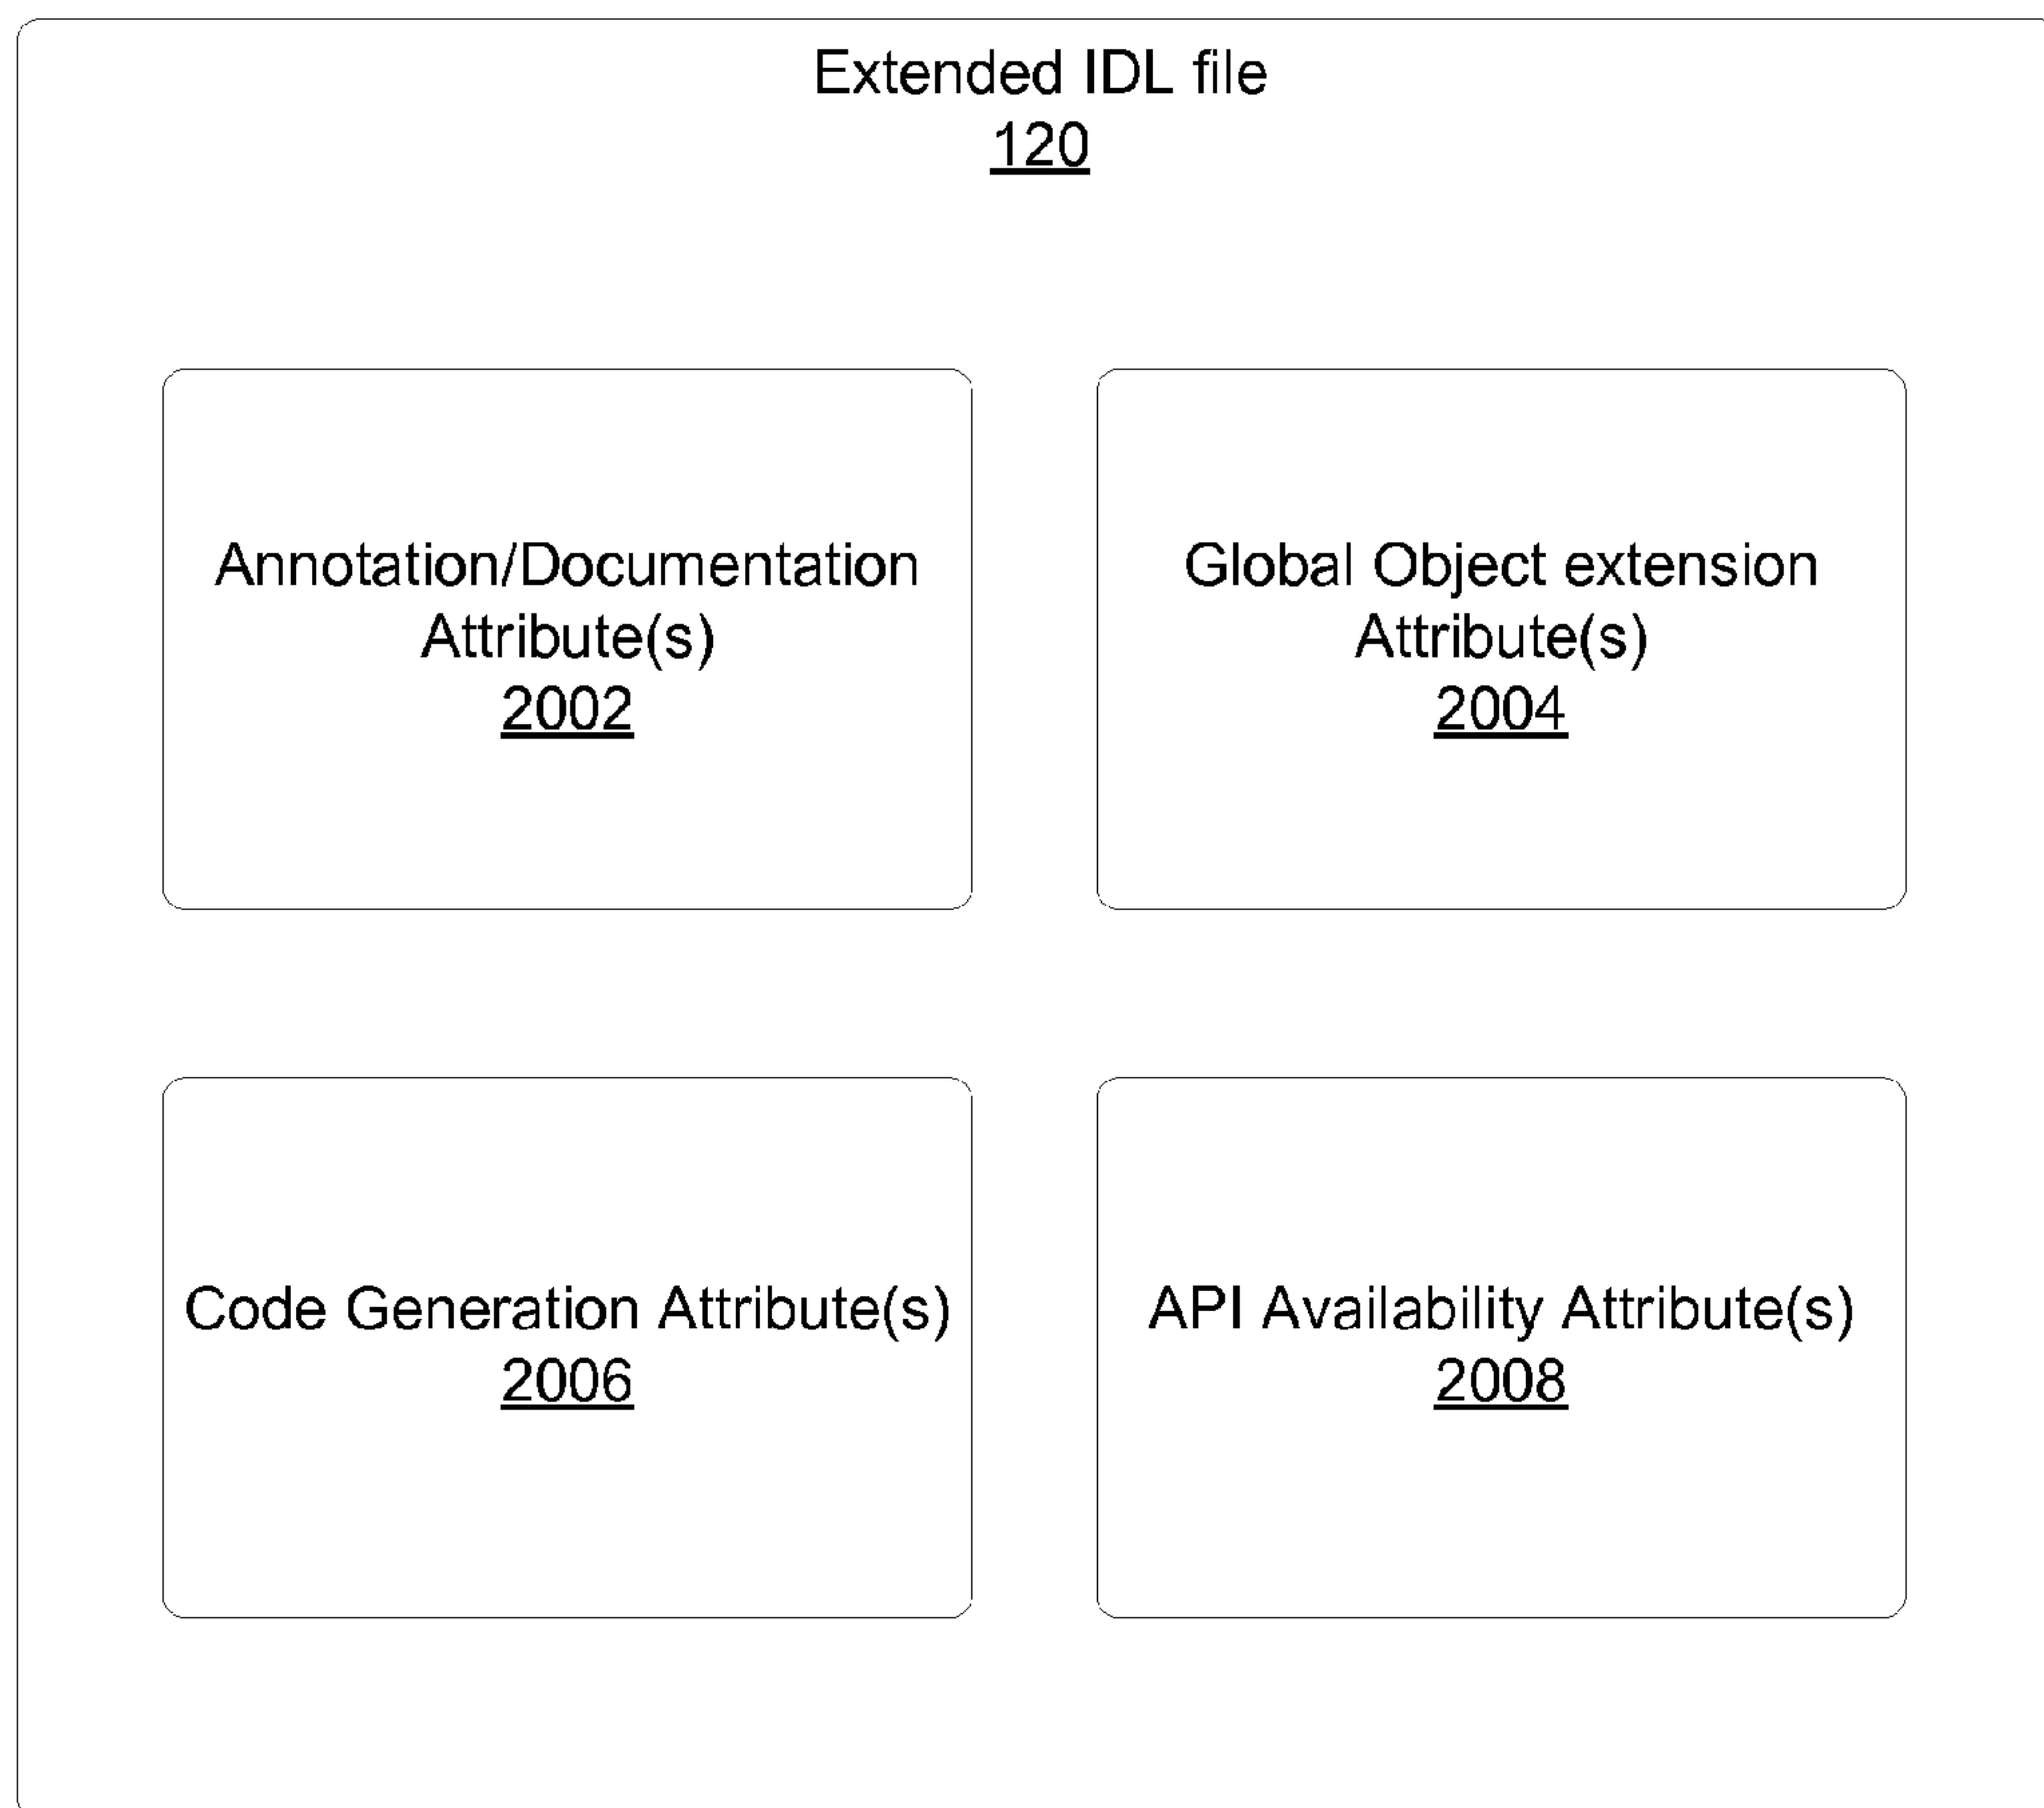 Extended IDL file
120
Annotation/Documentation
Attribute(s)
2002
Global Object extension
Attribute(s)
2004
Code Generation Attribute(s)
2006
API Availability Attribute(s)
2008